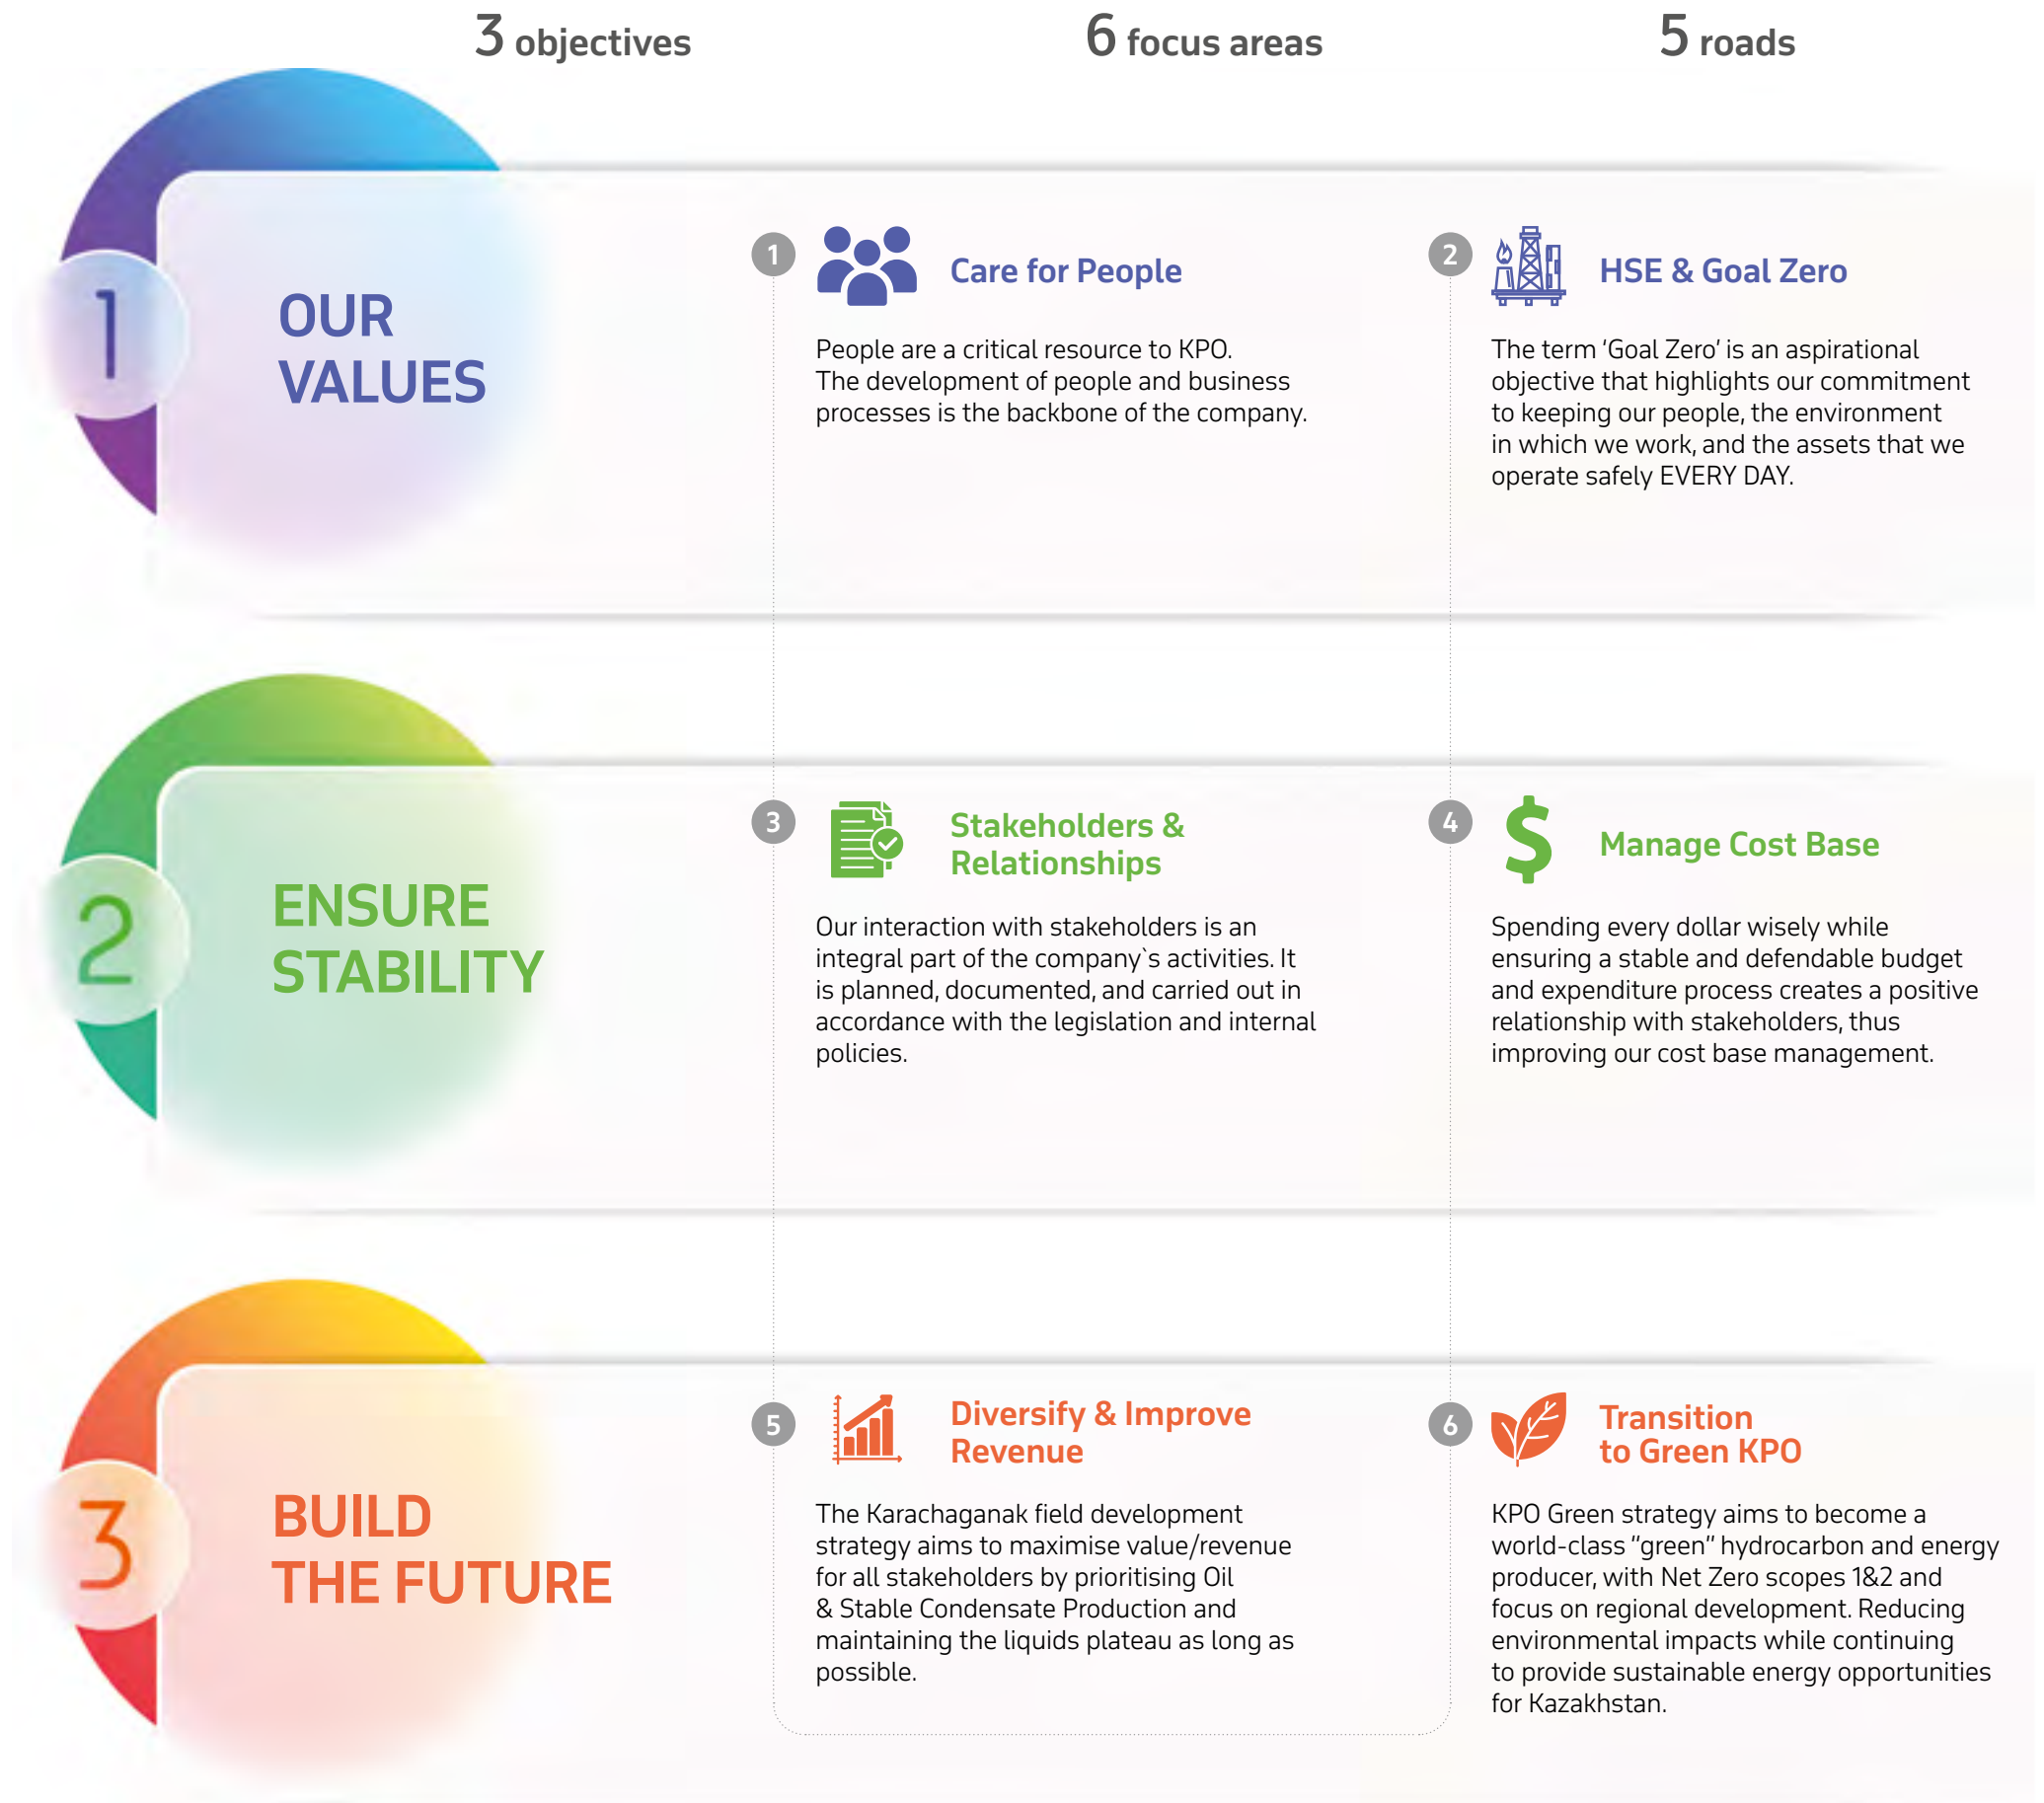 3 objectives
6 focus areas
5 roads
1
OUR
VALUES
1
Care for People
People are a critical resource to KPO.
The development of people and business
processes is the backbone of the company.
2
HSE & Goal Zero
The term ‘Goal Zero’ is an aspirational
objective that highlights our commitment
to keeping our people, the environment
in which we work, and the assets that we
operate safely EVERY DAY.
2
ENSURE
STABILITY
3
Stakeholders &
Relationships
Our interaction with stakeholders is an
integral part of the company`s activities. It
is planned, documented, and carried out in
accordance with the legislation and internal
policies.
4
$
Manage Cost Base
Spending every dollar wisely while
ensuring a stable and defendable budget
and expenditure process creates a positive
relationship with stakeholders, thus
improving our cost base management.
3
BUILD
THE FUTURE
5
Diversify & Improve
Revenue
The Karachaganak field development
strategy aims to maximise value/revenue
for all stakeholders by prioritising Oil
& Stable Condensate Production and
maintaining the liquids plateau as long as
possible.
6
Transition
to Green KPO
KPO Green strategy aims to become a
world-class “green” hydrocarbon and energy
producer, with Net Zero scopes 1&2 and
focus on regional development. Reducing
environmental impacts while continuing
to provide sustainable energy opportunities
for Kazakhstan.